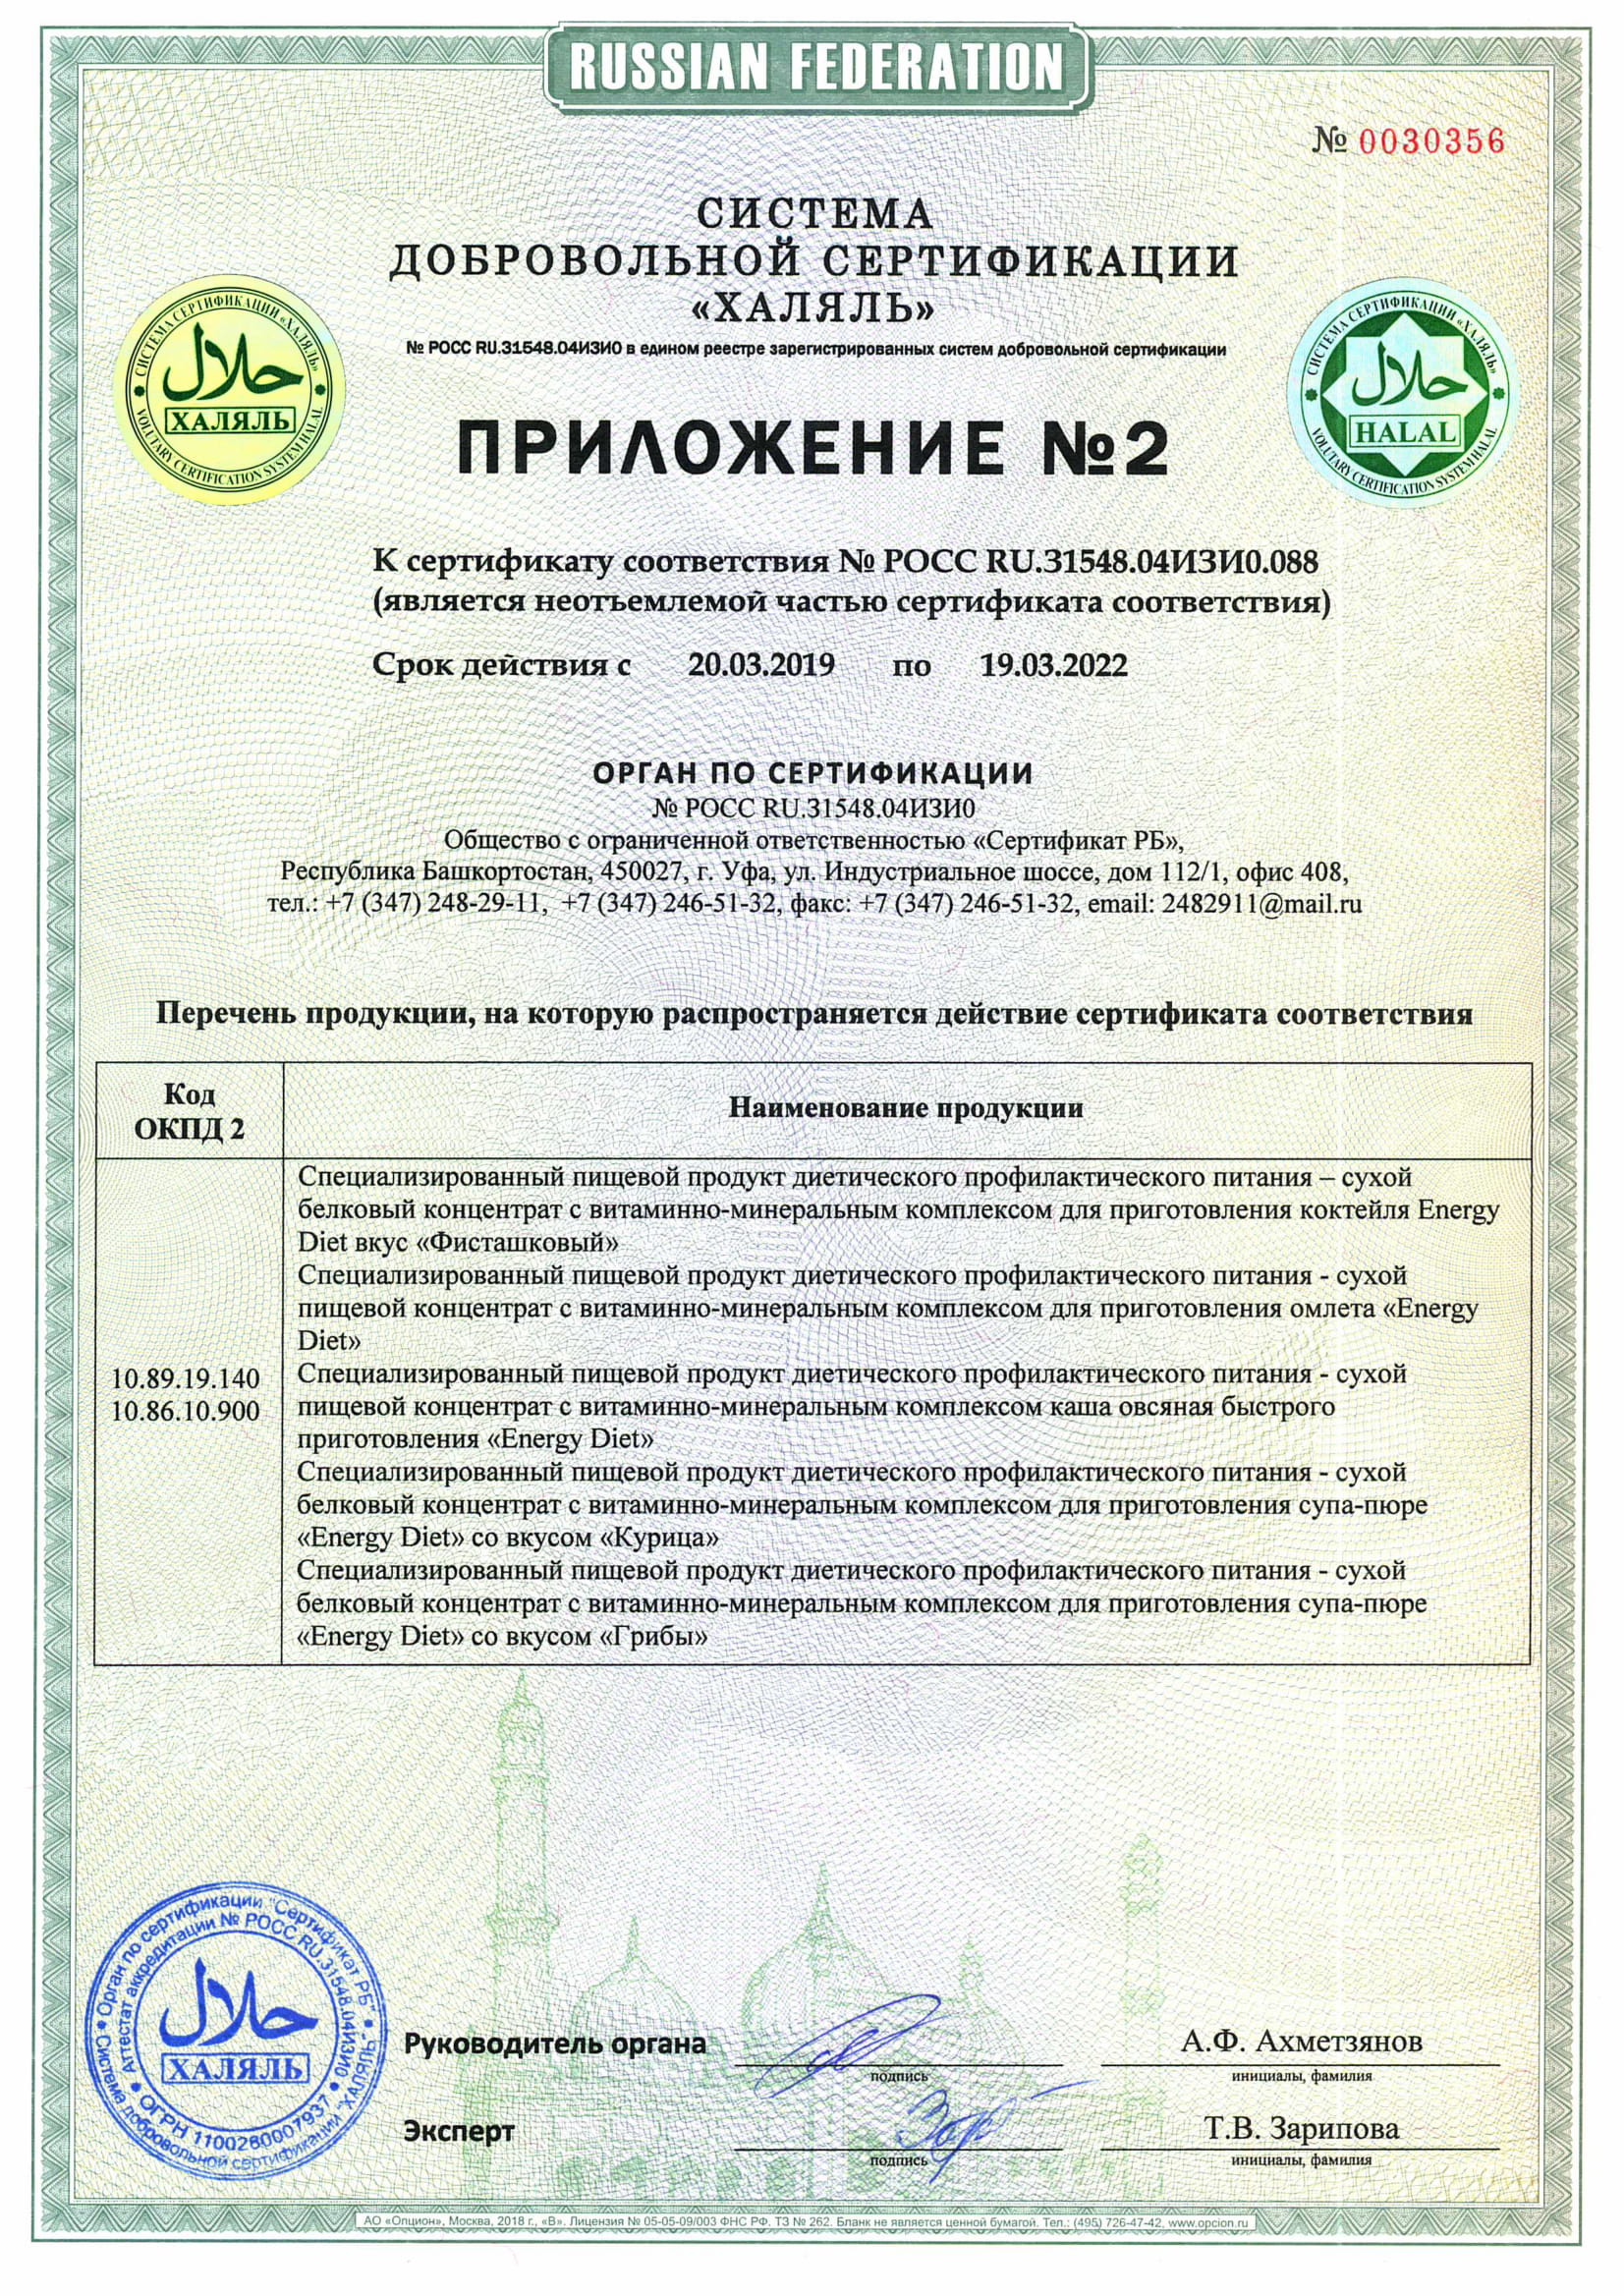 RUSSIAN FEDERATION
№ 0030356
СИСТЕМА
ДОБРОВОЛЬНОЙ СЕРТИФИКАЦИИ
«ХАЛЯЛЬ»
№ РОСС RU.31548.04ИЗИО в едином реестре зарегистрированных систем добровольной сертификации
СИСТЕМА СЕРТИФИКАЦИИ «ХАЛЯЛЬ»
حلال
ХАЛЯЛЬ
VOLUTARY CERTIFICATION SYSTEM HALAL
СИСТЕМА СЕРТИФИКАЦИИ «ХАЛЯЛЬ»
حلال
HALAL
VOLUTARY CERTIFICATION SYSTEM HALAL
ПРИЛОЖЕНИЕ №2
К сертификату соответствия № РОСС RU.31548.04ИЗИ0.088
(является неотъемлемой частью сертификата соответствия)
Срок действия с 20.03.2019 по 19.03.2022
ОРГАН ПО СЕРТИФИКАЦИИ
№ РОСС RU.31548.04ИЗИ0
Общество с ограниченной ответственностью «Сертификат РБ»,
Республика Башкортостан, 450027, г. Уфа, ул. Индустриальное шоссе, дом 112/1, офис 408,
тел.: +7 (347) 248-29-11, +7 (347) 246-51-32, факс: +7 (347) 246-51-32, email: 2482911@mail.ru
Перечень продукции, на которую распространяется действие сертификата соответствия
Код
ОКПД 2
Наименование продукции
10.89.19.140
10.86.10.900
Специализированный пищевой продукт диетического профилактического питания – сухой
белковый концентрат с витаминно-минеральным комплексом для приготовления коктейля Energy
Diet вкус «Фисташковый»
Специализированный пищевой продукт диетического профилактического питания - сухой
пищевой концентрат с витаминно-минеральным комплексом для приготовления омлета «Energy
Diet»
Специализированный пищевой продукт диетического профилактического питания - сухой
пищевой концентрат с витаминно-минеральным комплексом каша овсяная быстрого
приготовления «Energy Diet»
Специализированный пищевой продукт диетического профилактического питания - сухой
белковый концентрат с витаминно-минеральным комплексом для приготовления супа-пюре
«Energy Diet» со вкусом «Курица»
Специализированный пищевой продукт диетического профилактического питания - сухой
белковый концентрат с витаминно-минеральным комплексом для приготовления супа-пюре
«Energy Diet» со вкусом «Грибы»
Орган по сертификации "Сертификат РБ"
Система добровольной сертификации "ХАЛЯЛЬ"
Аттестат аккредитации № РОСС RU.31548.04ИЗИО
ОГРН 1100280007937
حلال
ХАЛЯЛЬ
Руководитель органа
подпись
А.Ф. Ахметзянов
инициалы, фамилия
Эксперт
подпись
Т.В. Зарипова
инициалы, фамилия
АО «Опцион», Москва, 2018 г., «В». Лицензия № 05-05-09/003 ФНС РФ. ТЗ № 262. Бланк не является ценной бумагой. Тел.: (495) 726-47-42, www.opcion.ru